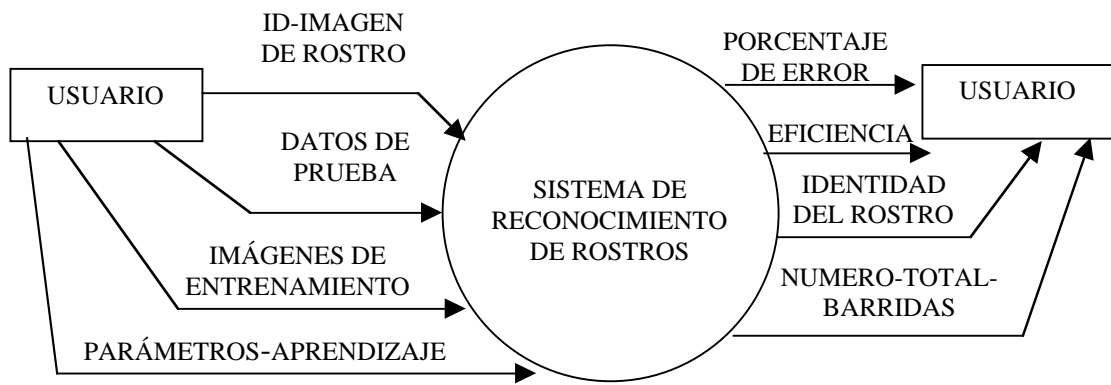 ID-IMAGEN
DE ROSTRO
USUARIO
DATOS DE
PRUEBA
IMÁGENES DE
ENTRENAMIENTO
PARÁMETROS-APRENDIZAJE
SISTEMA DE
RECONOCIMIENTO
DE ROSTROS
PORCENTAJE
DE ERROR
USUARIO
EFICIENCIA
IDENTIDAD
DEL ROSTRO
NUMERO-TOTAL-
BARRIDAS